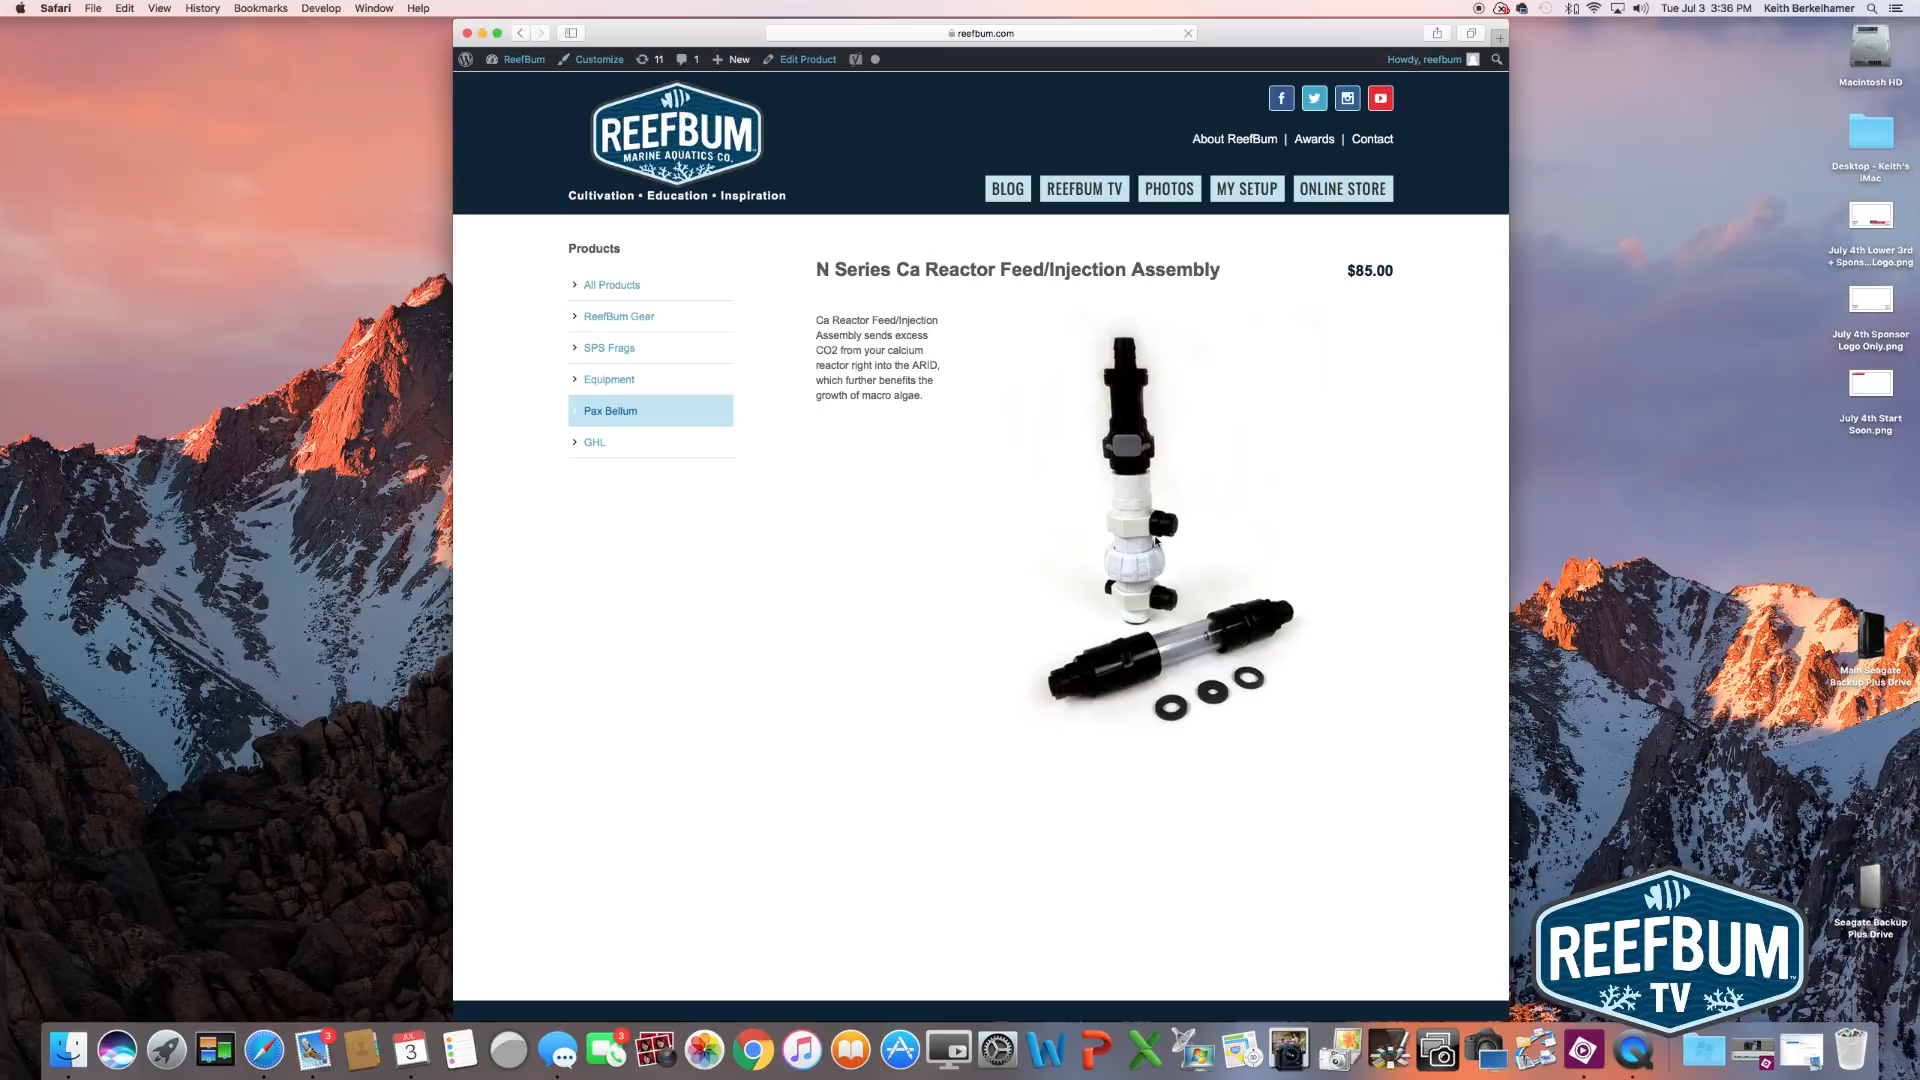 Safari File Edit View History Bookmarks Develop Window Help
Tue Jul 3 3:36 PM Keith Berkelhamer
reefbum.com
ReefBum Customize 11 1 New Edit Product
Howdy, reefbum
REEFBUM
MARINE AQUATICS CO.
Cultivation • Education • Inspiration
About ReefBum | Awards | Contact
BLOG REEFBUM TV PHOTOS MY SETUP ONLINE STORE
Products
All Products
ReefBum Gear
SPS Frags
Equipment
Pax Bellum
GHL
N Series Ca Reactor Feed/Injection Assembly
$85.00
Ca Reactor Feed/Injection
Assembly sends excess
CO2 from your calcium
reactor right into the ARID,
which further benefits the
growth of macro algae.
Macintosh HD
Desktop - Keith's
iMac
July 4th Lower 3rd
+ Spons...Logo.png
July 4th Sponsor
Logo Only.png
July 4th Start
Soon.png
Main Seagate
Backup Plus Drive
Seagate Backup
Plus Drive
REEFBUM
TV
3
JUL
3
3